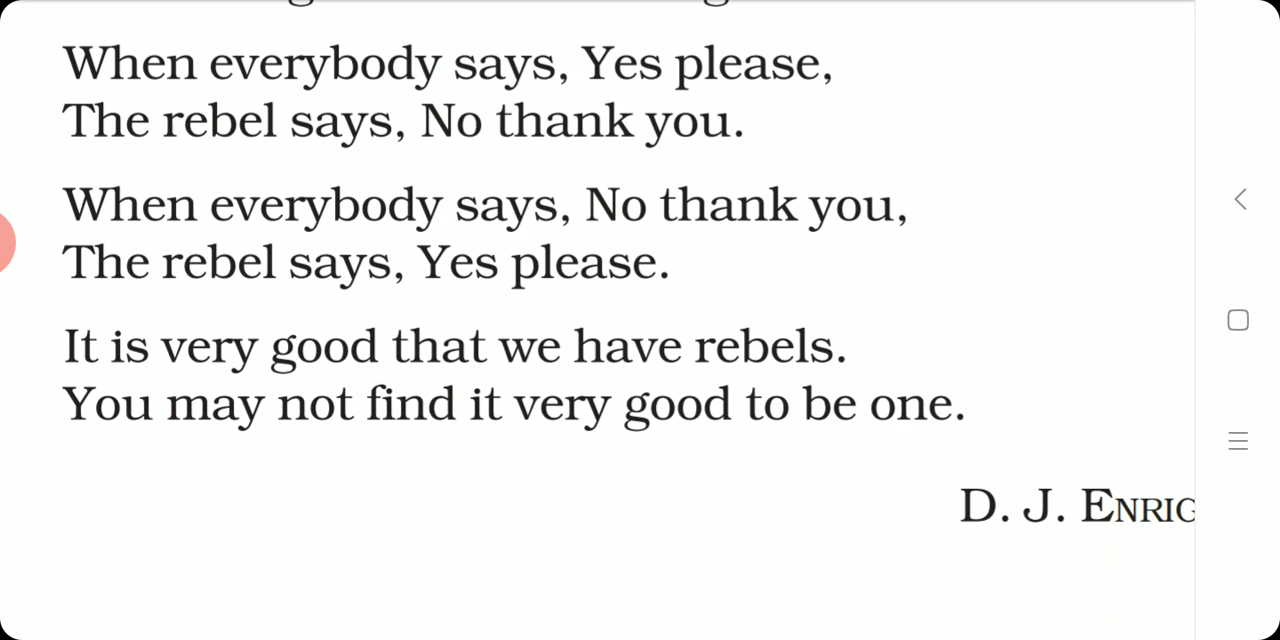 When everybody says, Yes please,
The rebel says, No thank you.
When everybody says, No thank you,
The rebel says, Yes please.
It is very good that we have rebels.
You may not find it very good to be one.
D. J. ENRIG